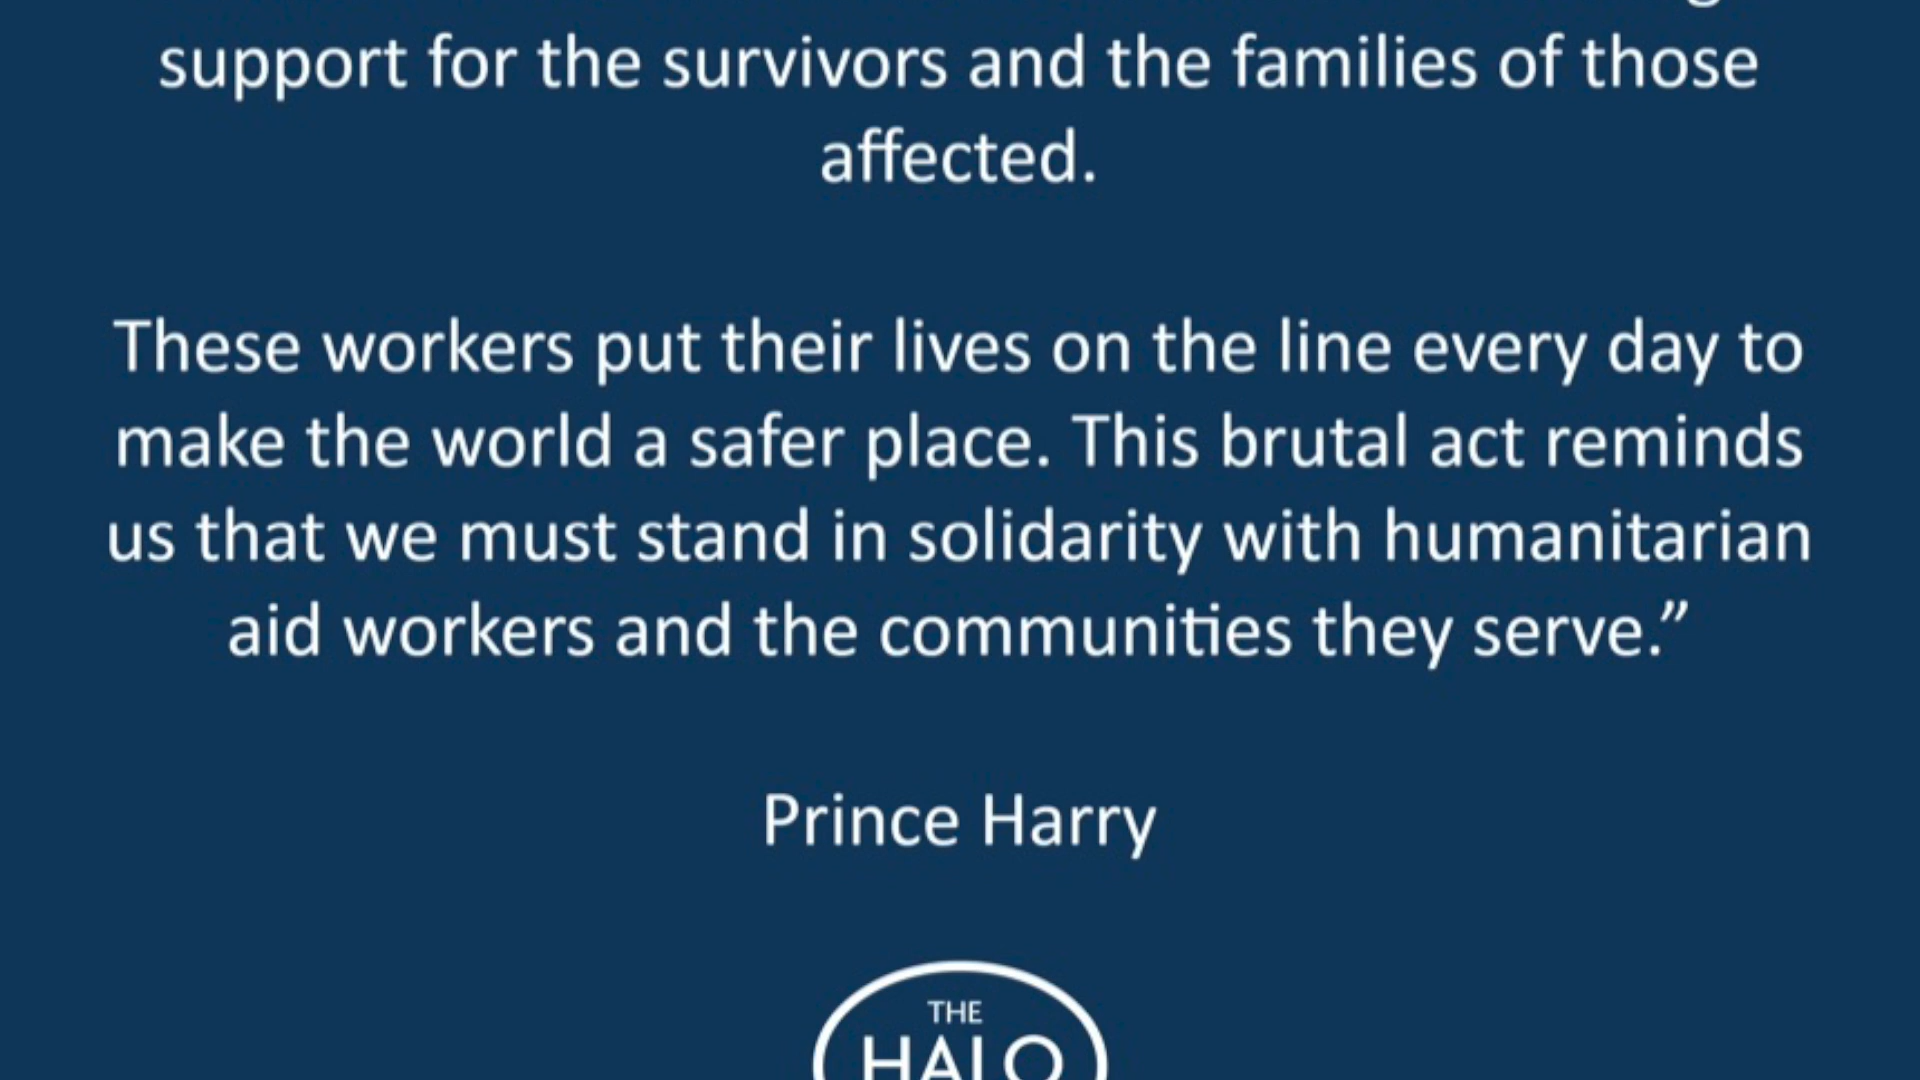 support for the survivors and the families of those
affected.
These workers put their lives on the line every day to
make the world a safer place. This brutal act reminds
us that we must stand in solidarity with humanitarian
aid workers and the communities they serve.”
Prince Harry
THE
HALO